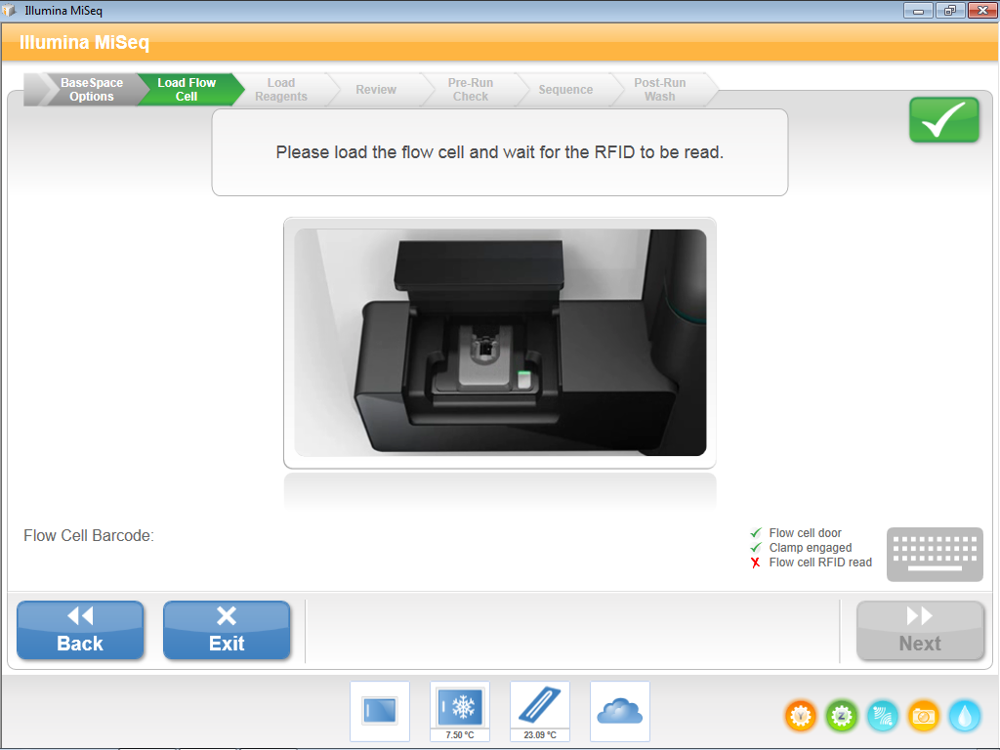 Illumina MiSeq
Illumina MiSeq
BaseSpace
Options
Load Flow
Cell
Load
Reagents
Review
Pre-Run
Check
Sequence
Post-Run
Wash
Please load the flow cell and wait for the RFID to be read.
Flow Cell Barcode:
Flow cell door
Clamp engaged
Flow cell RFID read
Back
Exit
Next
7.50 °C
23.09 °C
Y
Z